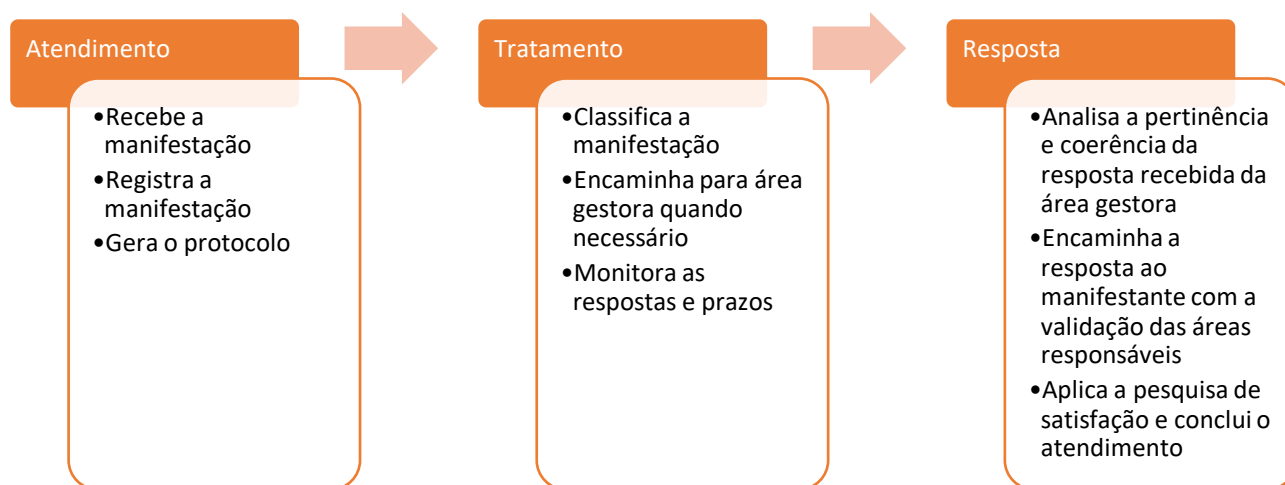 Atendimento
•Recebe a
manifestação
•Registra a
manifestação
•Gera o protocolo
Tratamento
•Classifica a
manifestação
•Encaminha para área
gestora quando
necessário
•Monitora as
respostas e prazos
Resposta
•Analisa a pertinência
e coerência da
resposta recebida da
área gestora
•Encaminha a
resposta ao
manifestante com a
validação das áreas
responsáveis
•Aplica a pesquisa de
satisfação e conclui o
atendimento